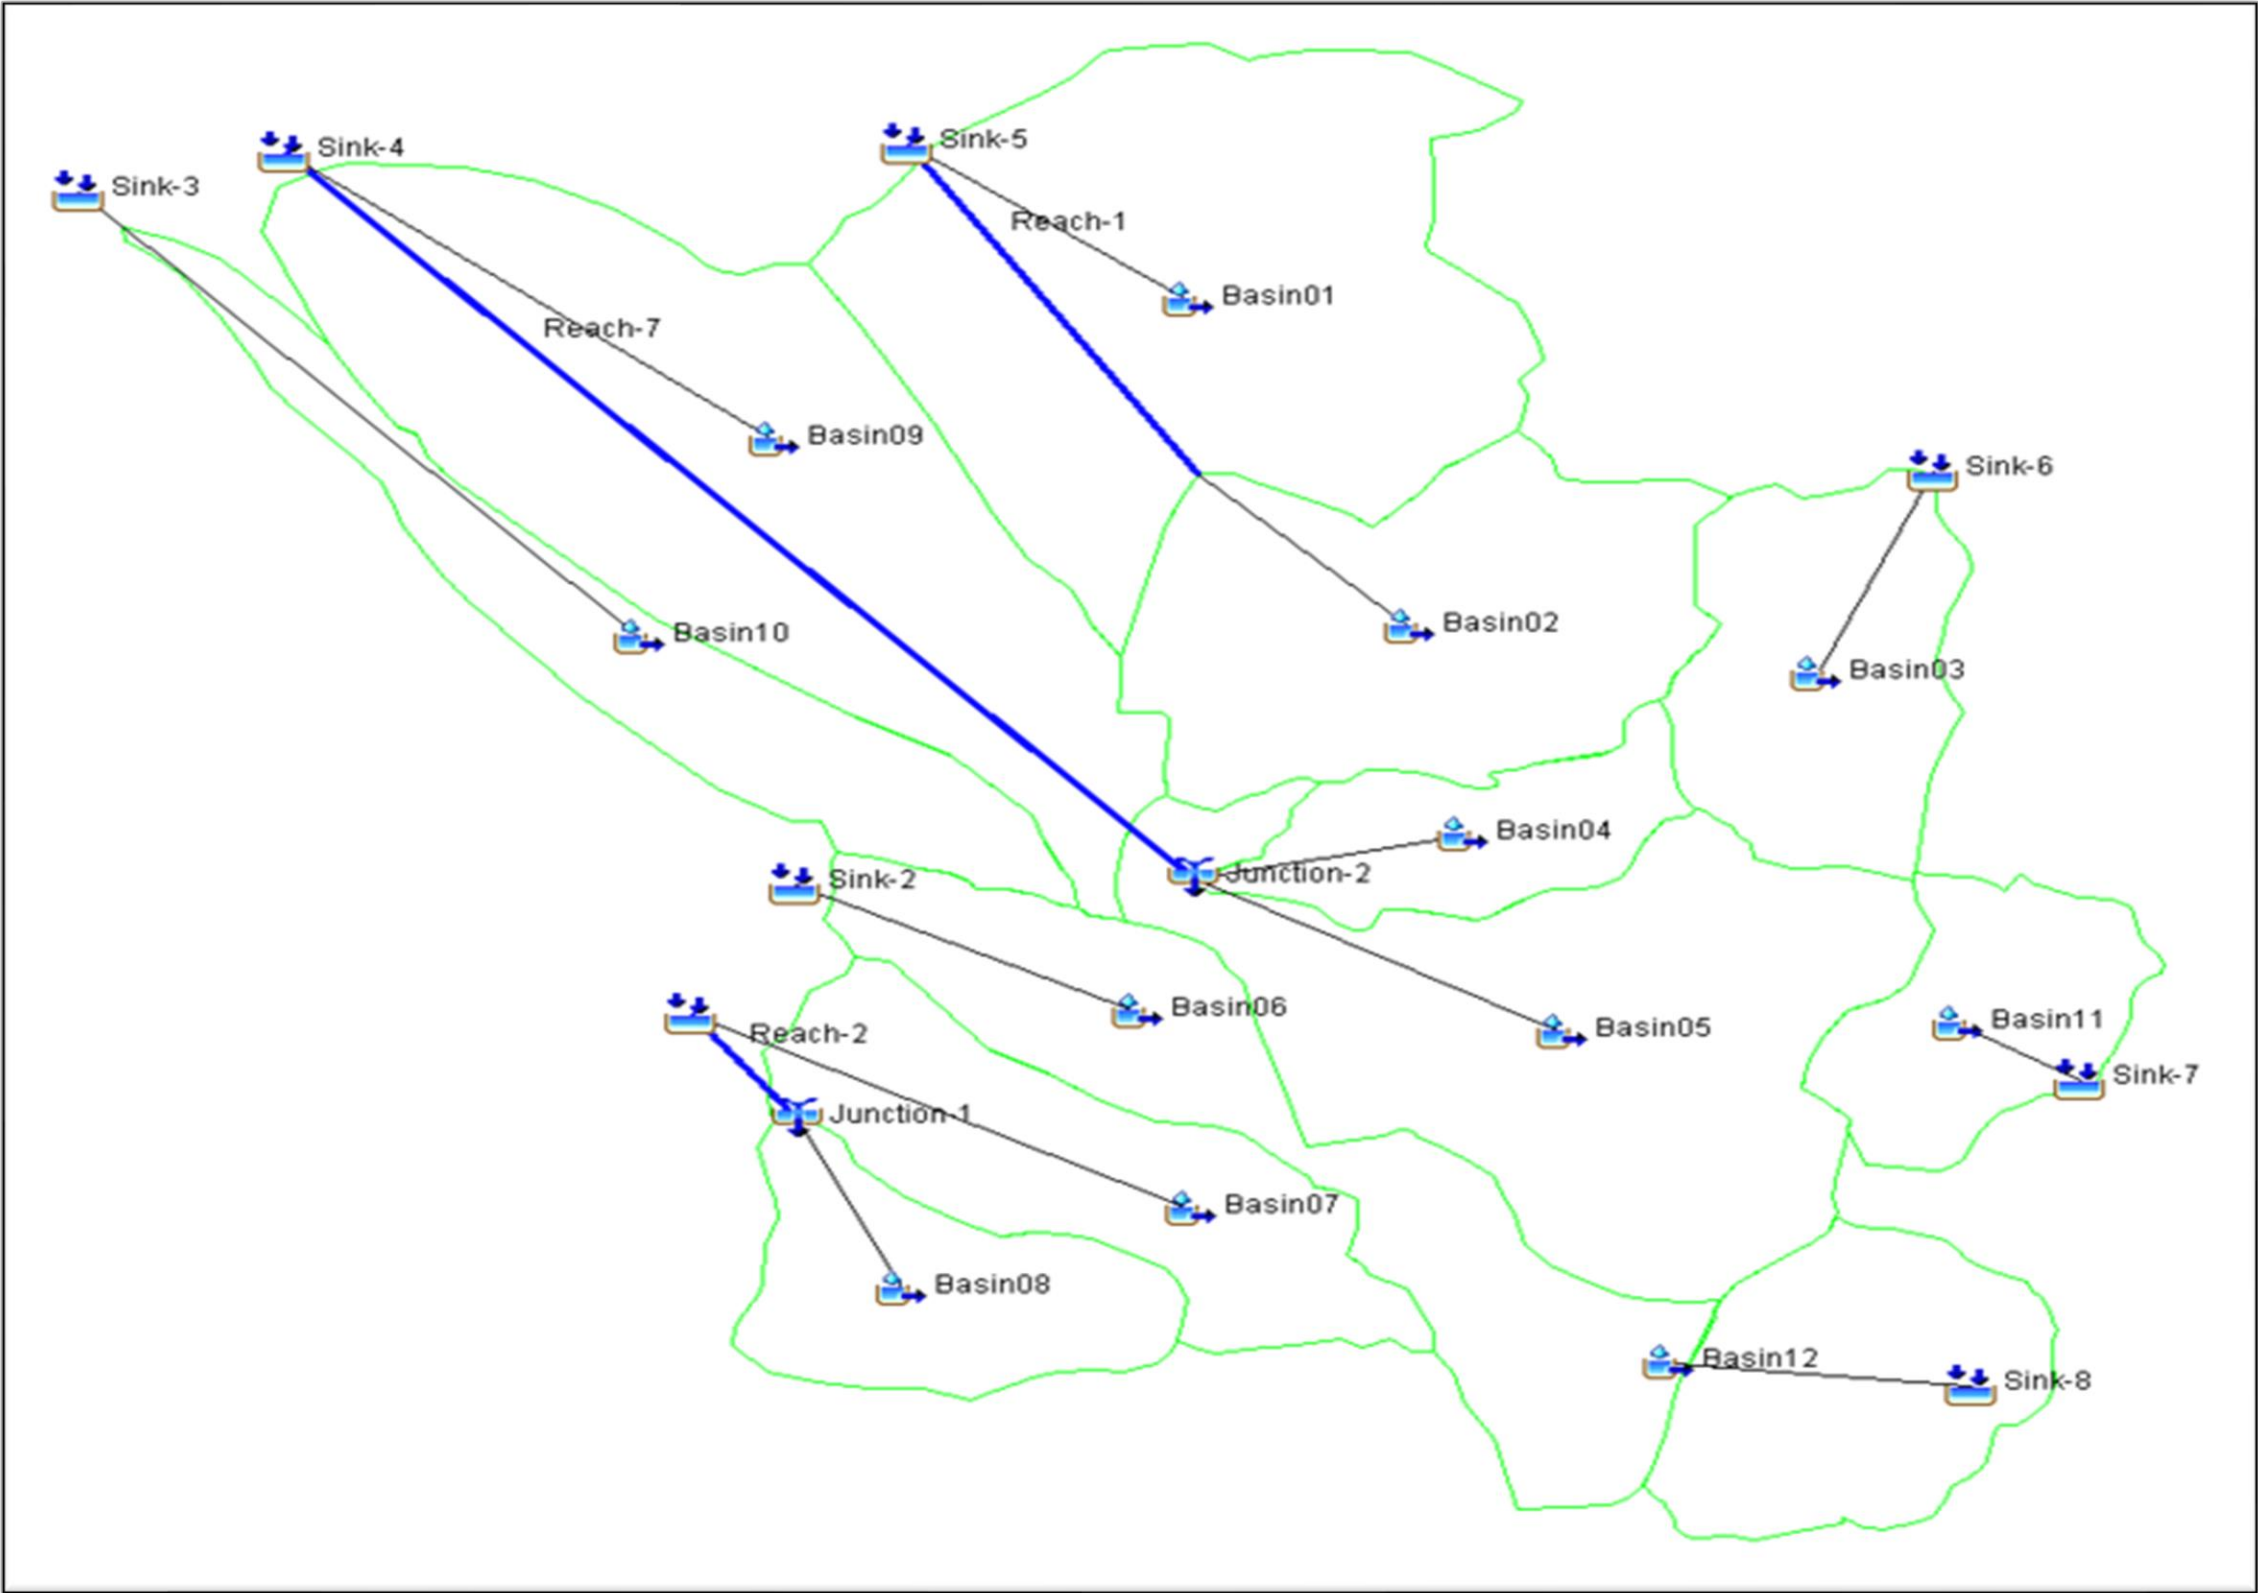 Sink-5
Sink-4
Sink-3
Reach-1
Basin01
Reach-7
Basin09
Sink-6
Basin02
Basin10
Basin03
Basin04
Junction-2
Sink-2
Basin06
Basin11
Basin05
Reach-2
Sink-7
Junction-1
Basin07
Basin08
Basin12
Sink-8